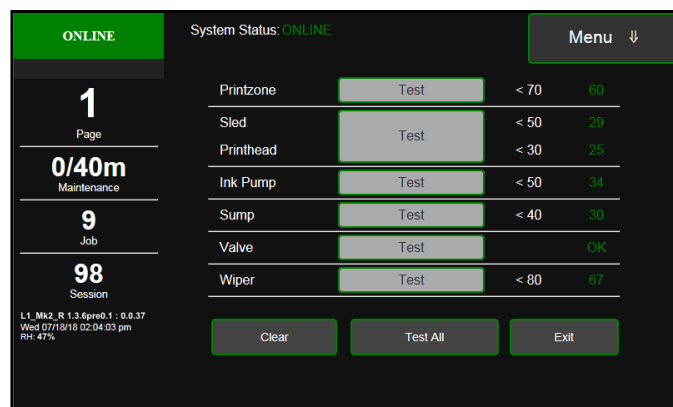 ONLINE
System Status: ONLINE
Menu ⇓
1
Page
0/40m
Maintenance
9
Job
98
Session
L1_Mk2_R 1.3.6pre0.1 : 0.0.37
Wed 07/18/18 02:04:03 pm
RH: 47%
Printzone Test < 70 60
Sled < 50 29
Test
Printhead < 30 25
Ink Pump Test < 50 34
Sump Test < 40 30
Valve Test OK
Wiper Test < 80 67
Clear Test All Exit